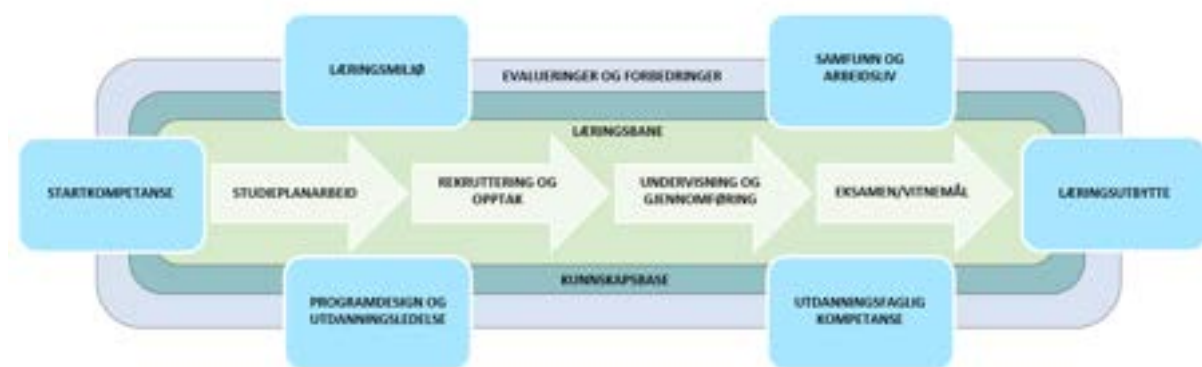 LÆRINGSMILJØ
EVALUERINGER OG FORBEDRINGER
SAMFUNN OG
ARBEIDSLIV
LÆRINGSBANE
STARTKOMPETANSE
STUDIEPLANARBEID
REKRUTTERING OG
OPPTAK
UNDERVISNING OG
GJENNOMFØRING
EKSAMEN/VITNEMÅL
LÆRINGSUTBYTTE
KUNNSKAPSBASE
PROGRAMDESIGN OG
UTDANNINGSLEDELSE
UTDANNINGSFAGLIG
KOMPETANSE